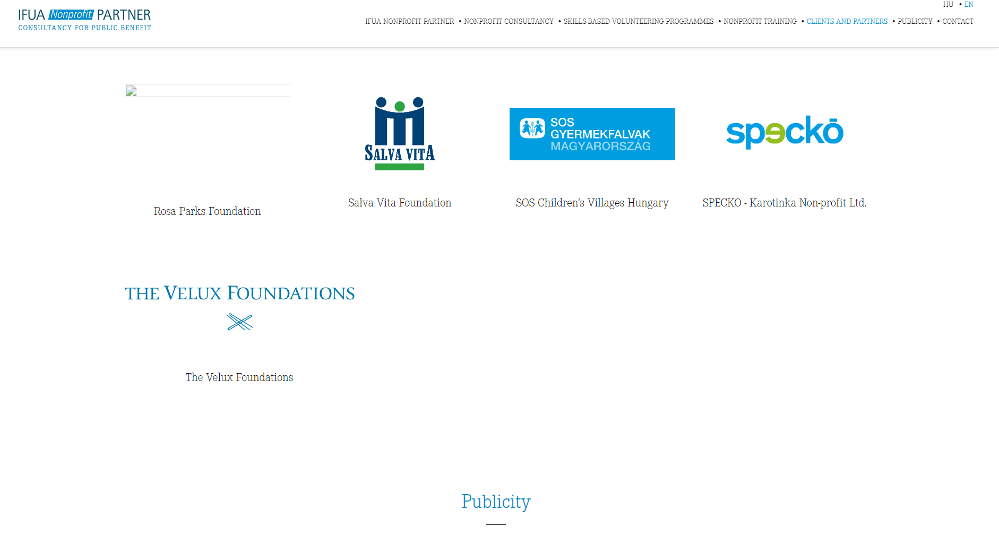 IFUA Nonprofit PARTNER
CONSULTANCY FOR PUBLIC BENEFIT
HU • EN
IFUA NONPROFIT PARTNER • NONPROFIT CONSULTANCY • SKILLS-BASED VOLUNTEERING PROGRAMMES • NONPROFIT TRAINING • CLIENTS AND PARTNERS • PUBLICITY • CONTACT
SALVA VITA
SOS
GYERMEKFALVAK
MAGYARORSZÁG
speckō
Rosa Parks Foundation
Salva Vita Foundation
SOS Children's Villages Hungary
SPECKO - Karotinka Non-profit Ltd.
THE VELUX FOUNDATIONS
The Velux Foundations
Publicity